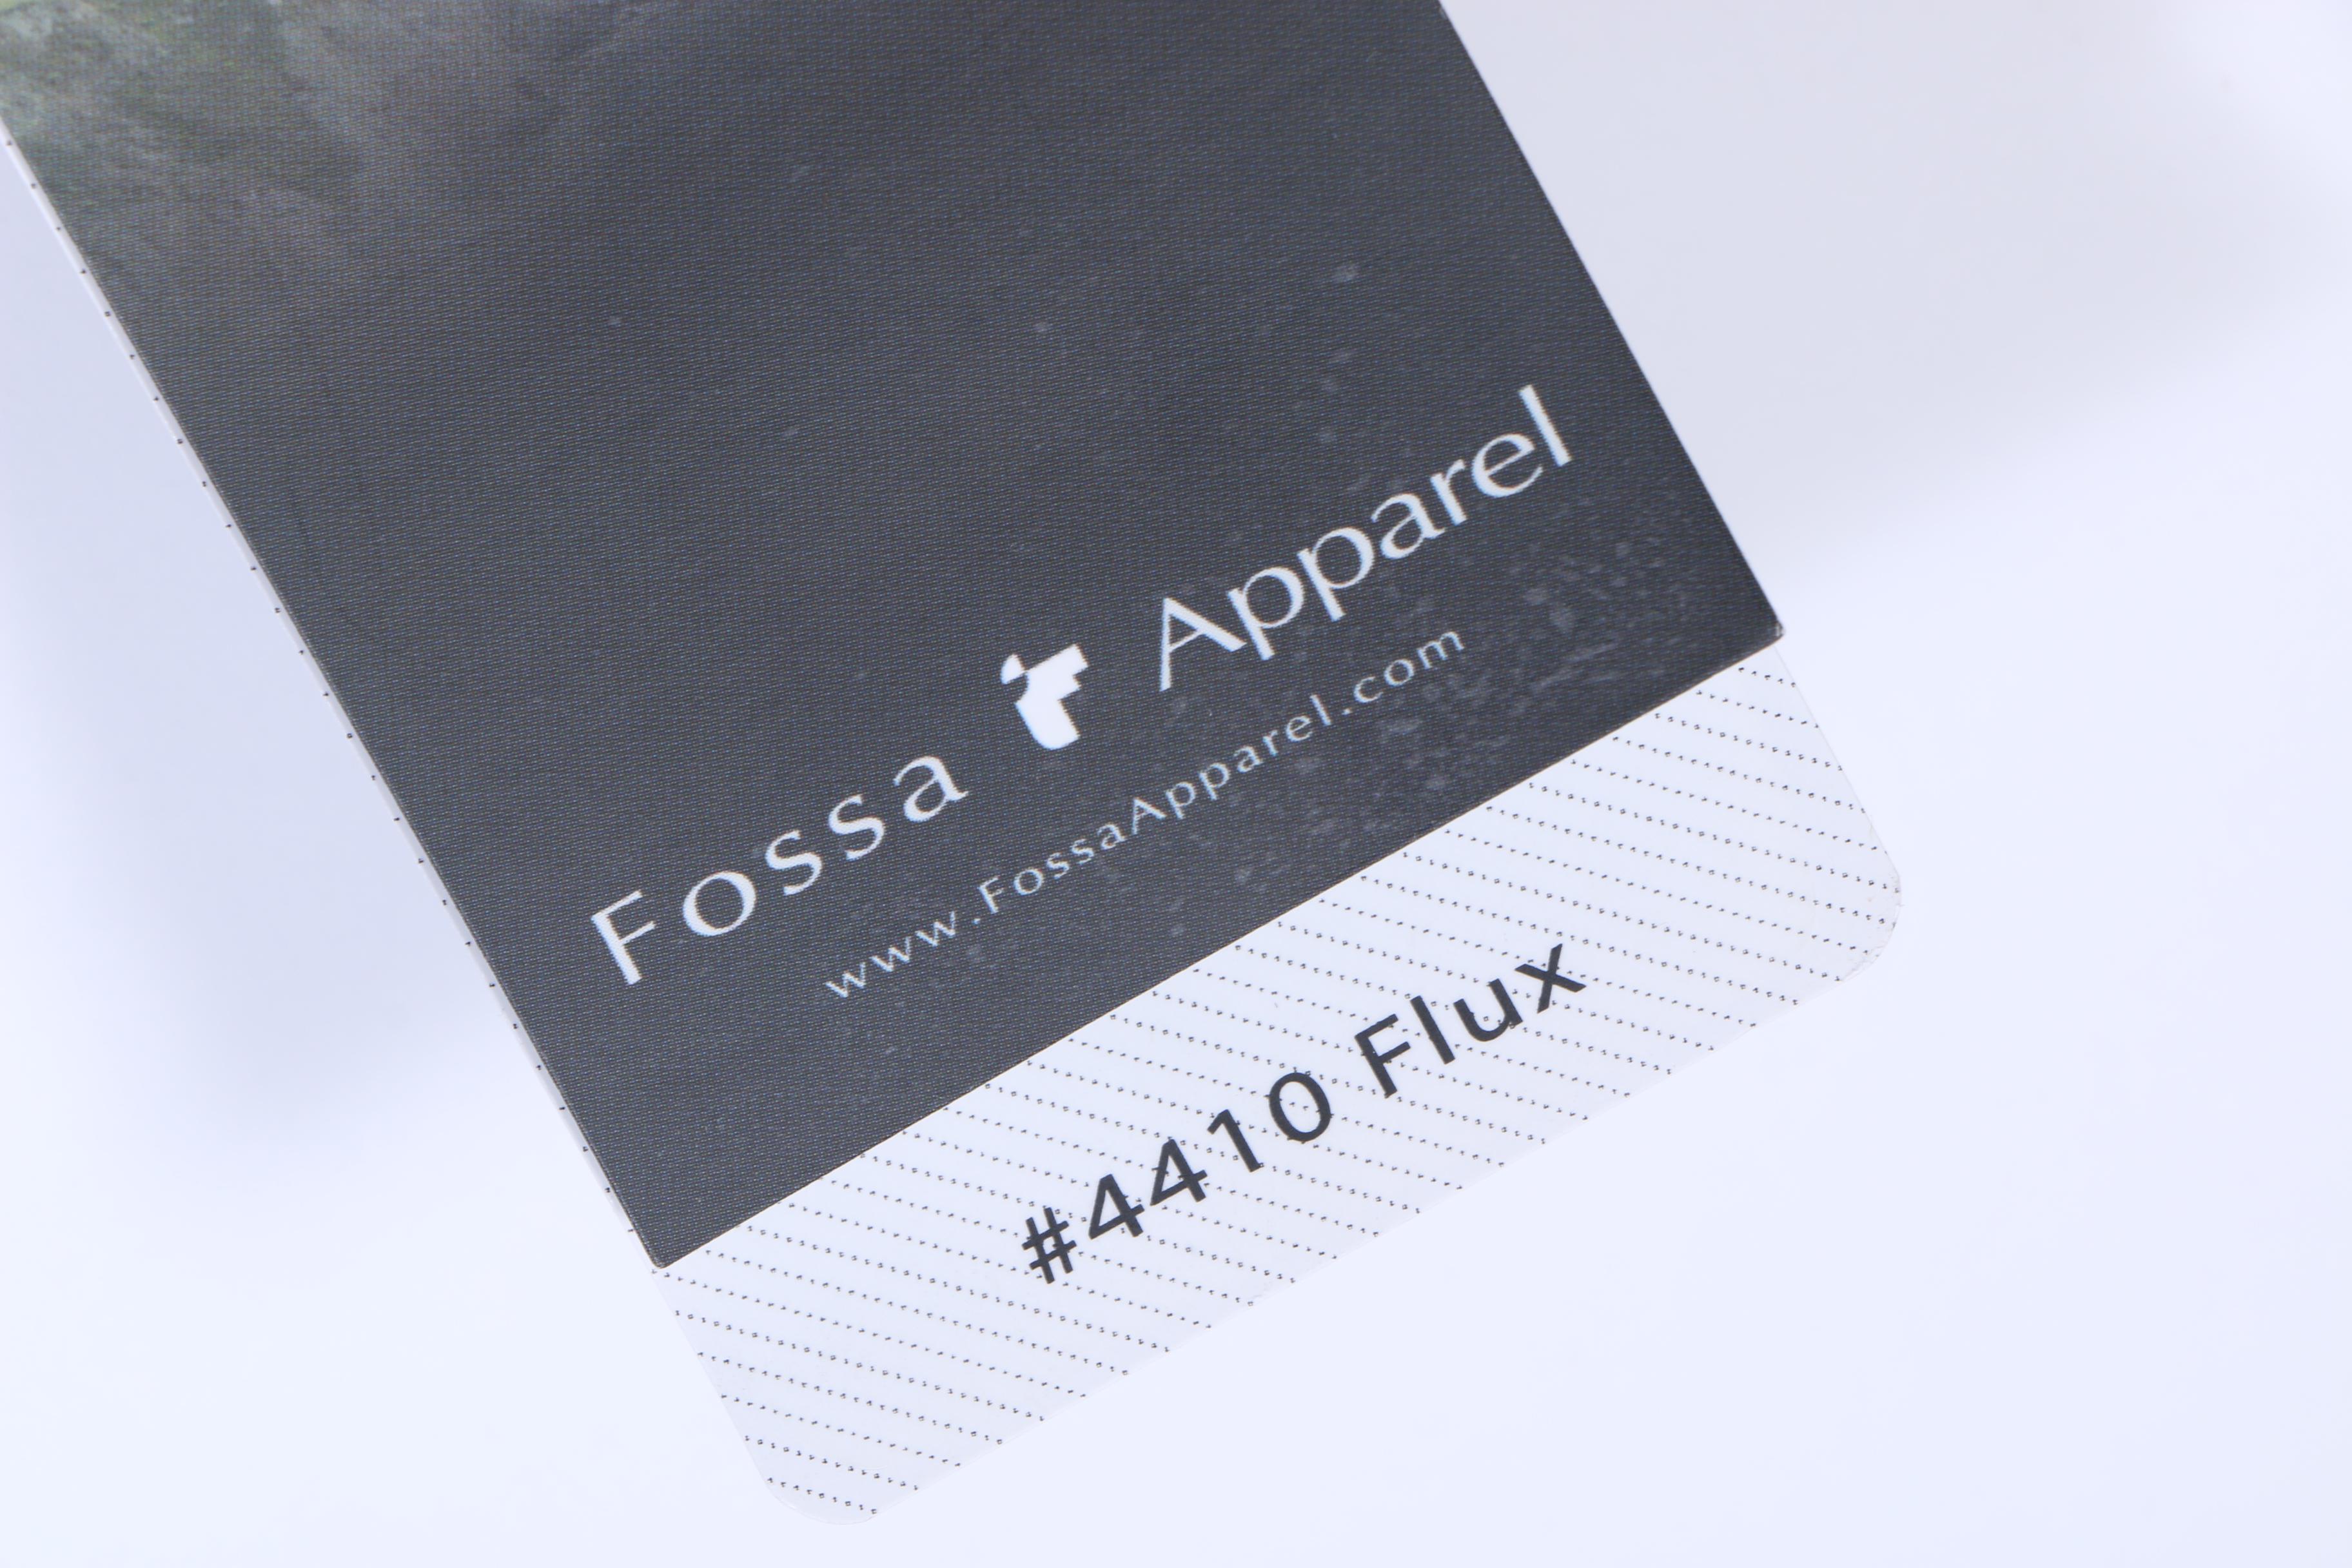 Fossa Apparel
www.FossaApparel.com
#4410 Flux